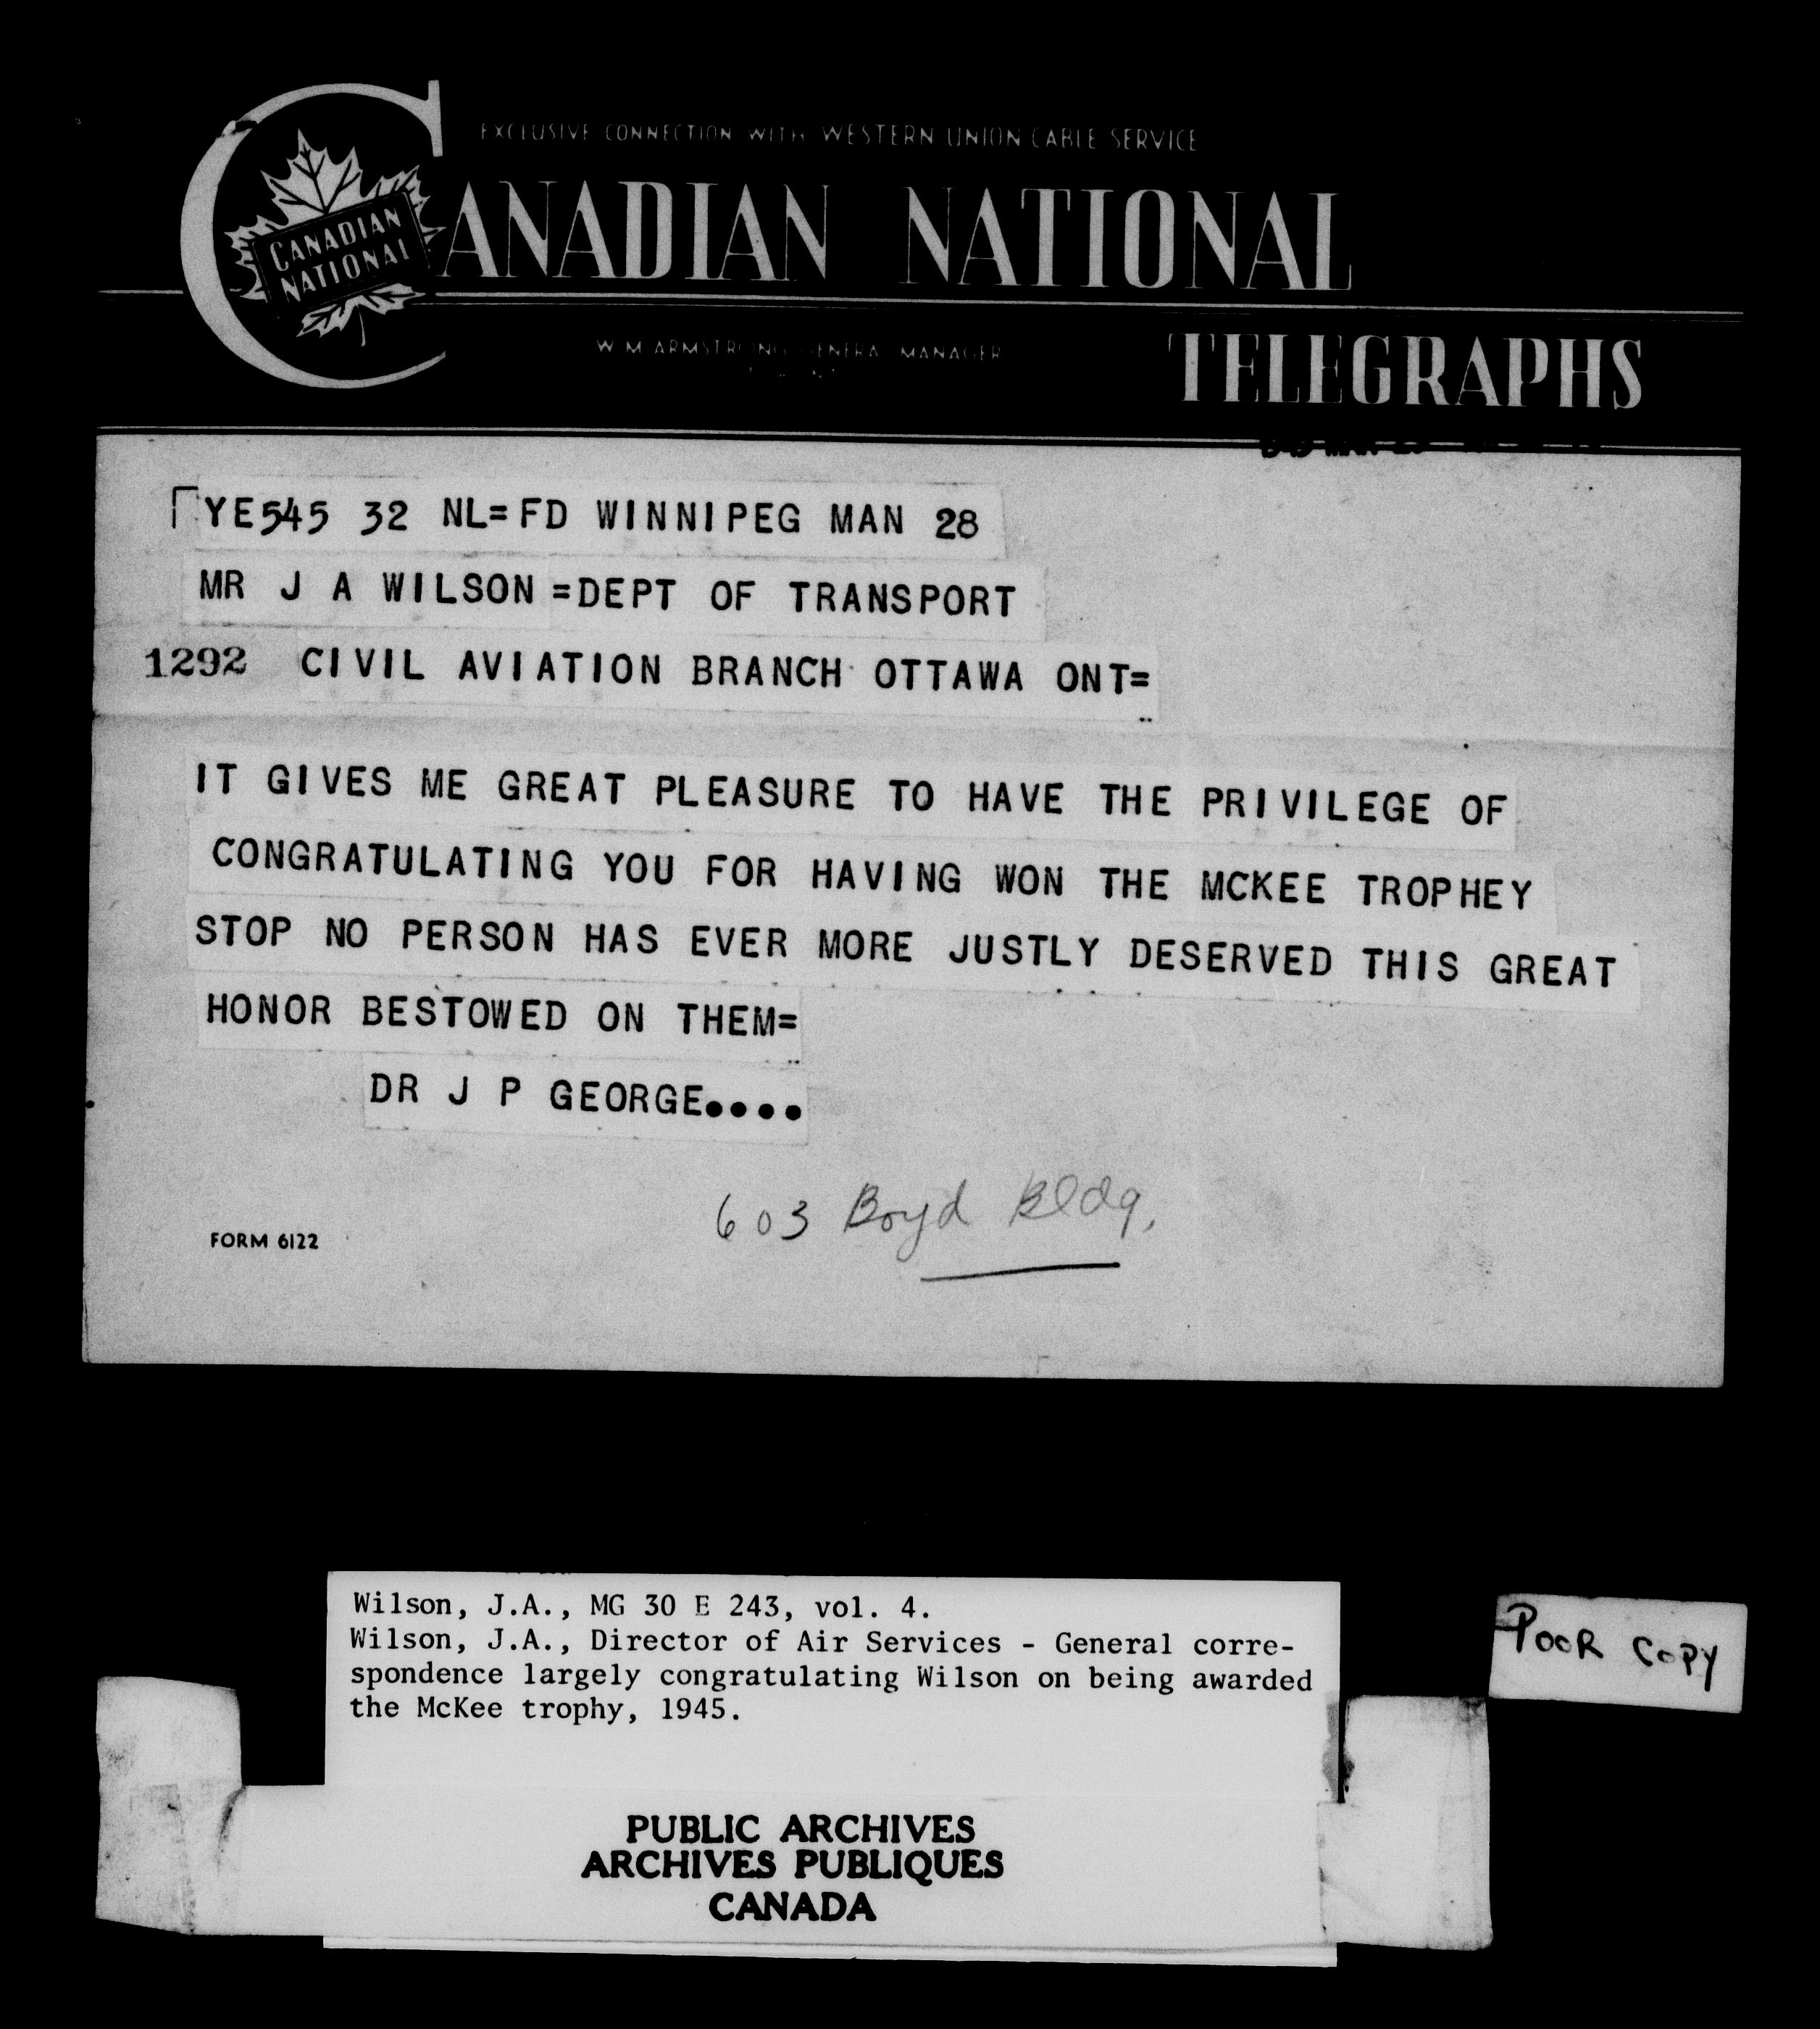 EXCLUSIVE CONNECTION WITH WESTERN UNION CABLE SERVICE
CANADIAN NATIONAL
CANADIAN
NATIONAL
W M ARMSTRONG GENERAL MANAGER
TELEGRAPHS
YE545 32 NL=FD WINNIPEG MAN 28
MR J A WILSON =DEPT OF TRANSPORT
1292 CIVIL AVIATION BRANCH OTTAWA ONT=
IT GIVES ME GREAT PLEASURE TO HAVE THE PRIVILEGE OF
CONGRATULATING YOU FOR HAVING WON THE MCKEE TROPHEY
STOP NO PERSON HAS EVER MORE JUSTLY DESERVED THIS GREAT
HONOR BESTOWED ON THEM=
DR J P GEORGE....
603 Boyd Bldg.
FORM 6122
Wilson, J.A., MG 30 E 243, vol. 4.
Wilson, J.A., Director of Air Services - General corre-
spondence largely congratulating Wilson on being awarded
the McKee trophy, 1945.
POOR COPY
PUBLIC ARCHIVES
ARCHIVES PUBLIQUES
CANADA